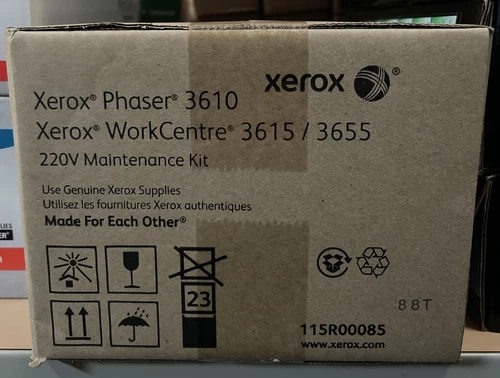 xerox®
Xerox® Phaser® 3610
Xerox® WorkCentre® 3615 / 3655
220V Maintenance Kit
Use Genuine Xerox Supplies
Utilisez les fournitures Xerox authentiques
Made For Each Other®
23
88T
115R00085
www.xerox.com